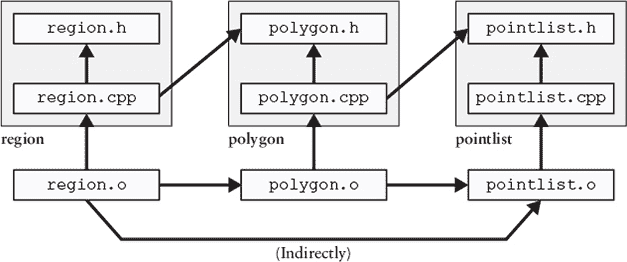 region.h
polygon.h
pointlist.h
region.cpp
polygon.cpp
pointlist.cpp
region
polygon
pointlist
region.o
polygon.o
pointlist.o
(Indirectly)